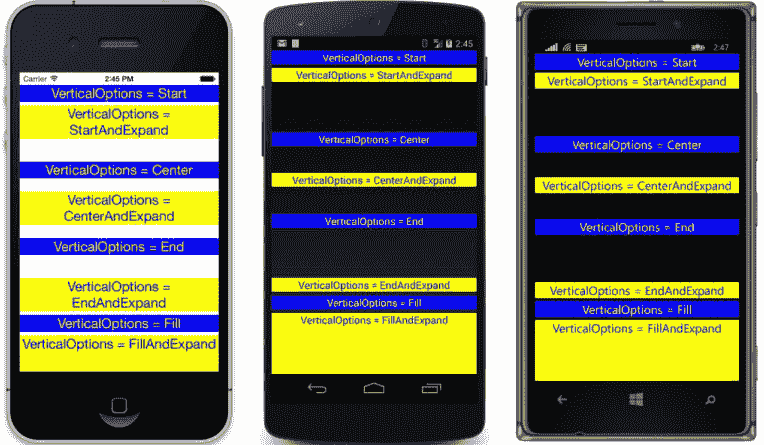 Carrier 2:45 PM
VerticalOptions = Start
VerticalOptions =
StartAndExpand
VerticalOptions = Center
VerticalOptions =
CenterAndExpand
VerticalOptions = End
VerticalOptions =
EndAndExpand
VerticalOptions = Fill
VerticalOptions = FillAndExpand
2:45
VerticalOptions = Start
VerticalOptions = StartAndExpand
VerticalOptions = Center
VerticalOptions = CenterAndExpand
VerticalOptions = End
VerticalOptions = EndAndExpand
VerticalOptions = Fill
VerticalOptions = FillAndExpand
2:47
VerticalOptions = Start
VerticalOptions = StartAndExpand
VerticalOptions = Center
VerticalOptions = CenterAndExpand
VerticalOptions = End
VerticalOptions = EndAndExpand
VerticalOptions = Fill
VerticalOptions = FillAndExpand